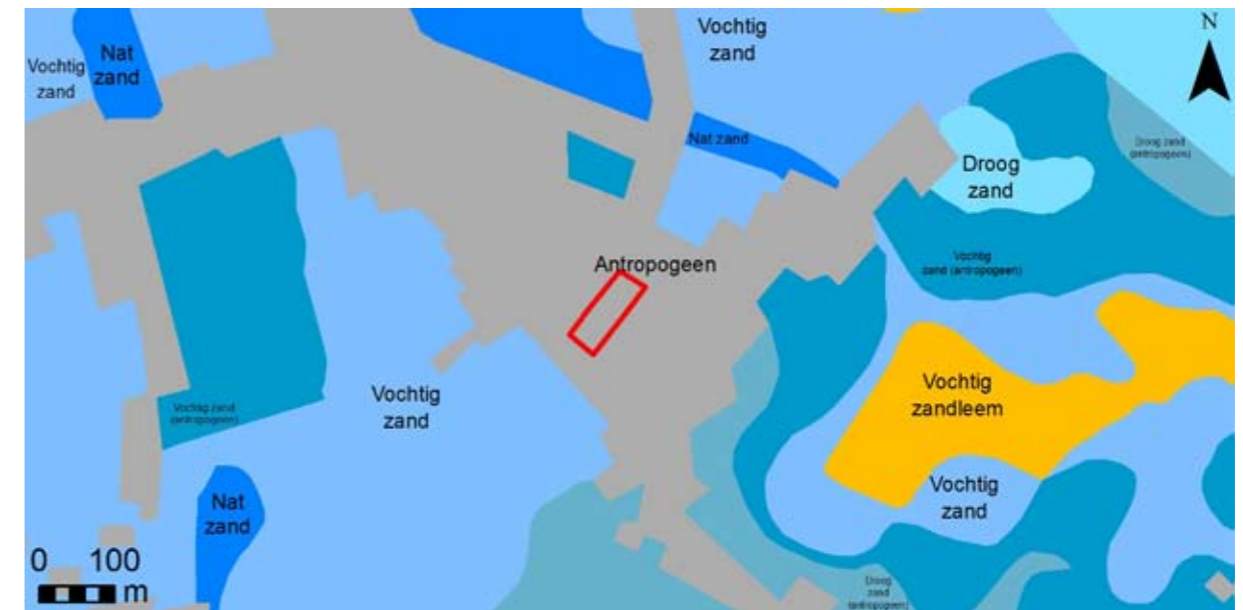 Vochtig
zand
Nat
zand
Vochtig
zand
N
Nat zand
Droog zand
(antropogeen)
Droog
zand
Antropogeen
Vochtig
zand (antropogeen)
Vochtig
zand
Vochtig
zandleem
Vochtig zand
(antropogeen)
Nat
zand
Vochtig
zand
0 100
m
Droog
zand
(antropogeen)